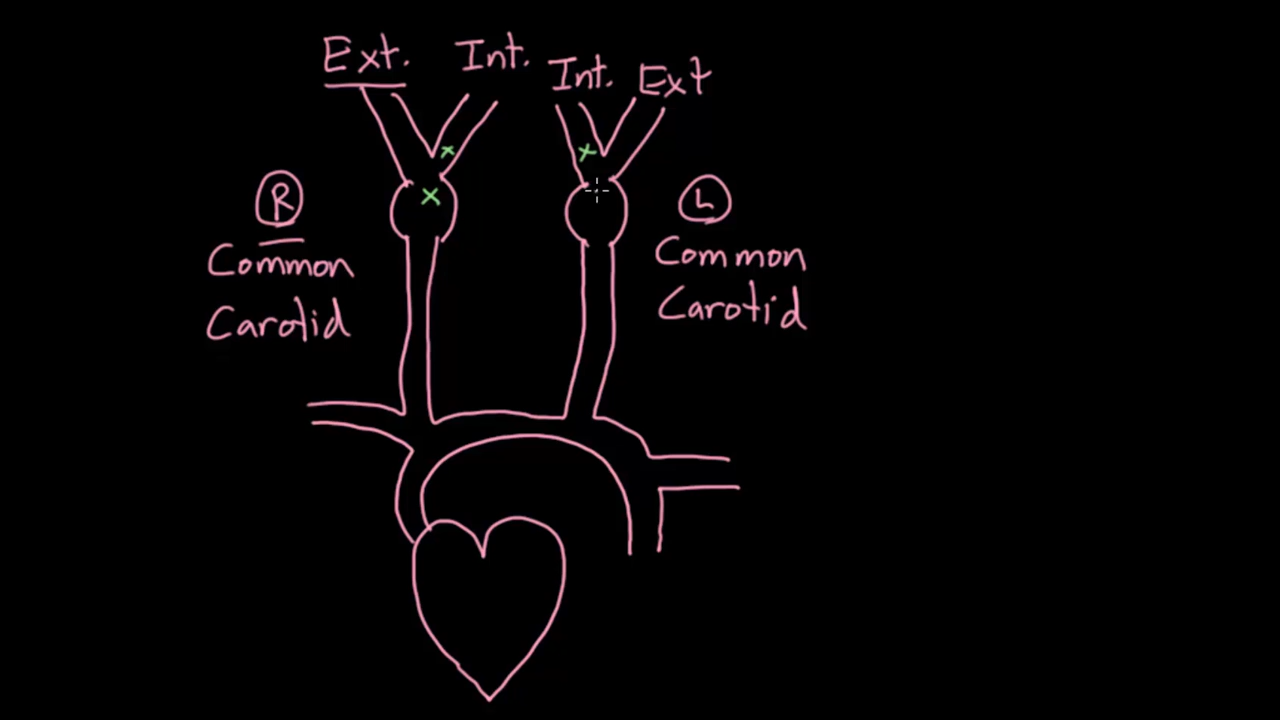 Ext. Int. Int. Ext
R
Common
Carotid
L
Common
Carotid